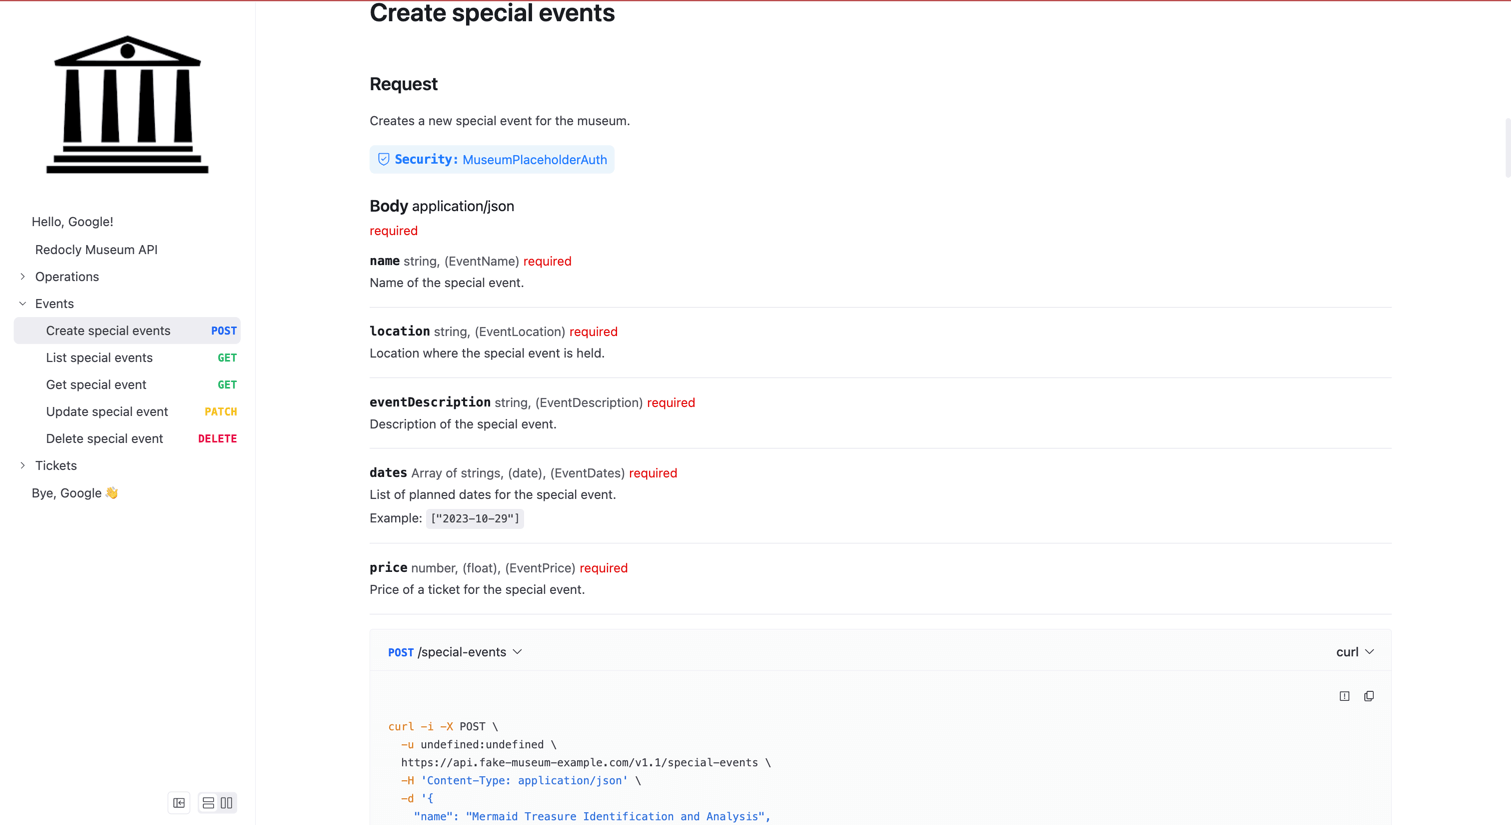 Create special events
Request
Creates a new special event for the museum.
Security: MuseumPlaceholderAuth
Body application/json
required
name string, (EventName) required
Name of the special event.
location string, (EventLocation) required
Location where the special event is held.
eventDescription string, (EventDescription) required
Description of the special event.
dates Array of strings, (date), (EventDates) required
List of planned dates for the special event.
Example: ["2023-10-29"]
price number, (float), (EventPrice) required
Price of a ticket for the special event.
POST /special-events
curl
curl -i -X POST \
-u undefined:undefined \
https://api.fake-museum-example.com/v1.1/special-events \
-H 'Content-Type: application/json' \
-d '{
"name": "Mermaid Treasure Identification and Analysis",
Hello, Google!
Redocly Museum API
Operations
Events
Create special events POST
List special events GET
Get special event GET
Update special event PATCH
Delete special event DELETE
Tickets
Bye, Google 👋